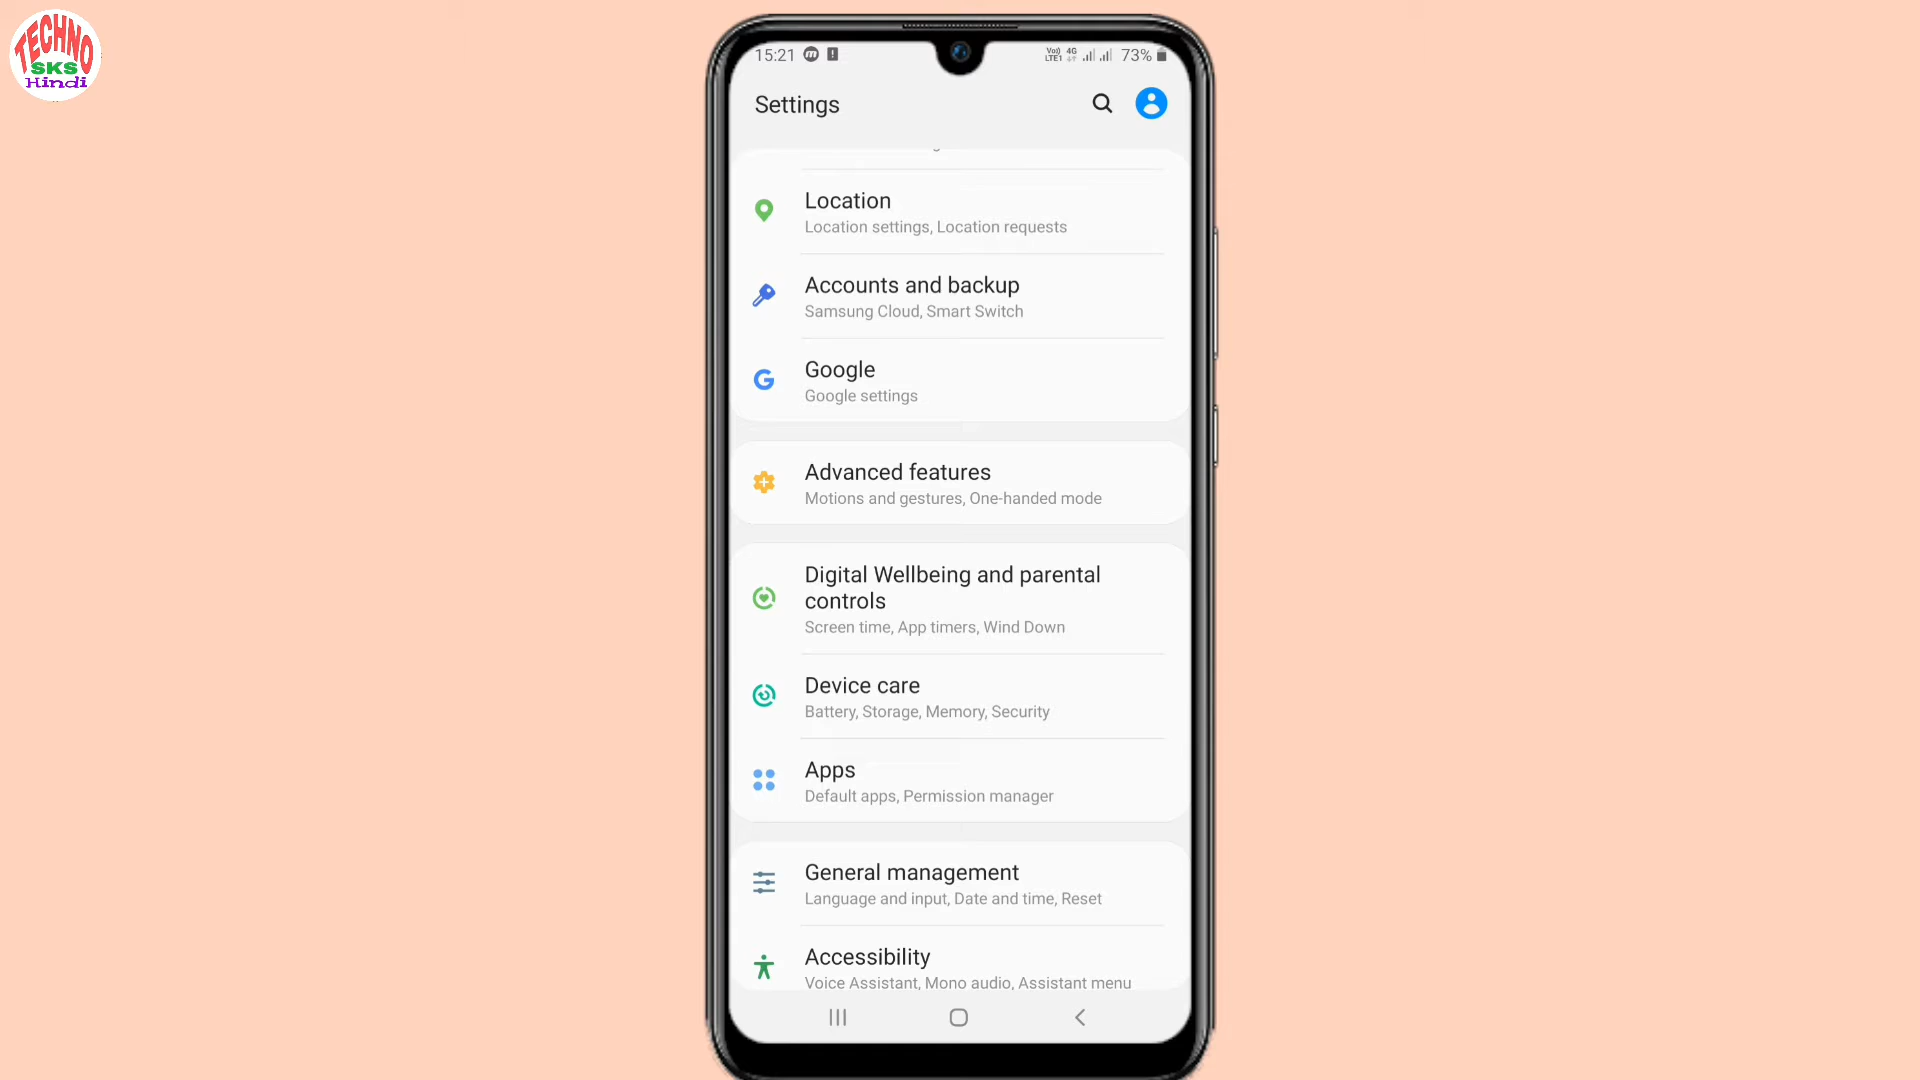 TECHNO
SKS
Hindi
15:21
Vo)) 4G
LTE1
73%
Settings
Location
Location settings, Location requests
Accounts and backup
Samsung Cloud, Smart Switch
Google
Google settings
Advanced features
Motions and gestures, One-handed mode
Digital Wellbeing and parental
controls
Screen time, App timers, Wind Down
Device care
Battery, Storage, Memory, Security
Apps
Default apps, Permission manager
General management
Language and input, Date and time, Reset
Accessibility
Voice Assistant, Mono audio, Assistant menu